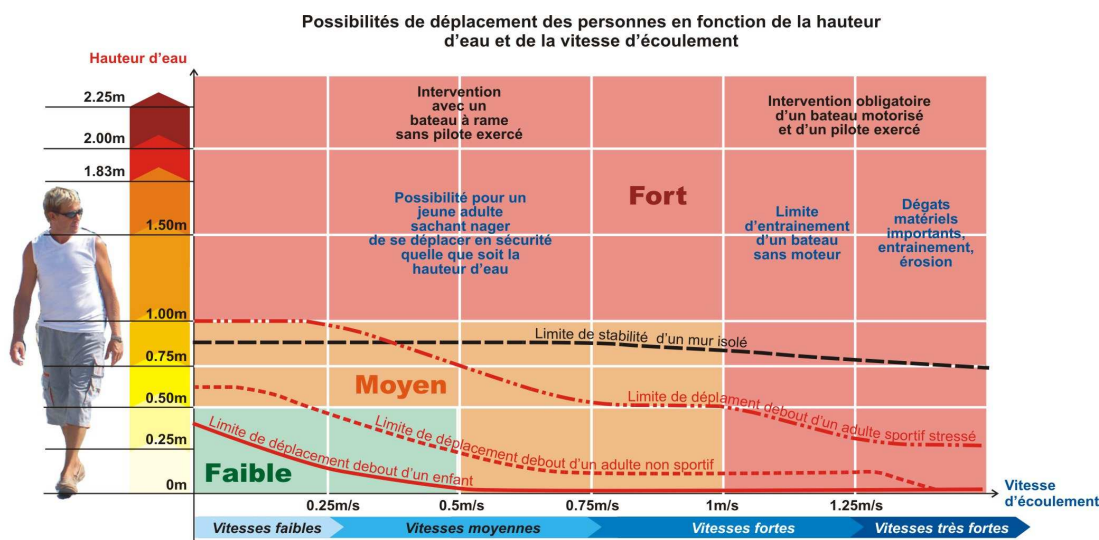 Possibilités de déplacement des personnes en fonction de la hauteur
d'eau et de la vitesse d'écoulement
Hauteur d'eau
2.25m
2.00m
1.83m
1.50m
1.00m
0.75m
0.50m
0.25m
0m
Intervention
avec un
bateau à rame
sans pilote exercé
Intervention obligatoire
d'un bateau motorisé
et d'un pilote exercé
Fort
Possibilité pour un
jeune adulte
sachant nager
de se déplacer en sécurité
quelle que soit la
hauteur d'eau
Limite
d'entrainement
d'un bateau
sans moteur
Dégats
matériels
importants,
entrainement,
érosion
Limite de stabilité d'un mur isolé
Moyen
Limite de déplament debout d'un adulte sportif stressé
Limite de déplacement debout d'un adulte non sportif
Limite de déplacement debout d'un enfant
Faible
0.25m/s
0.5m/s
0.75m/s
1m/s
1.25m/s
Vitesse
d'écoulement
Vitesses faibles
Vitesses moyennes
Vitesses fortes
Vitesses très fortes